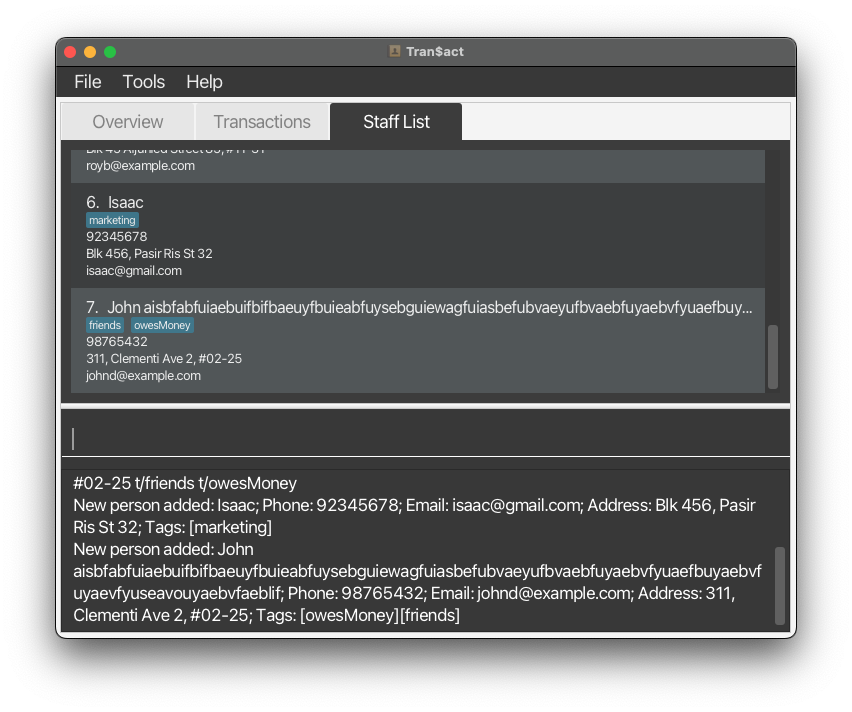 Tran$act
File Tools Help
Overview Transactions Staff List
royb@example.com
6. Isaac
marketing
92345678
Blk 456, Pasir Ris St 32
isaac@gmail.com
7. John aisbfabfuiaebuifbifbaeuyfbuieabfuysebguiewagfuiasbefubvaeyufbvaebfuyaebvfyuaefbuy...
friends owesMoney
98765432
311, Clementi Ave 2, #02-25
johnd@example.com
#02-25 t/friends t/owesMoney
New person added: Isaac; Phone: 92345678; Email: isaac@gmail.com; Address: Blk 456, Pasir
Ris St 32; Tags: [marketing]
New person added: John
aisbfabfuiaebuifbifbaeuyfbuieabfuysebguiewagfuiasbefubvaeyufbvaebfuyaebvfyuaefbuyaebvf
uyaevfyuseavouyaebvfaeblif; Phone: 98765432; Email: johnd@example.com; Address: 311,
Clementi Ave 2, #02-25; Tags: [owesMoney][friends]